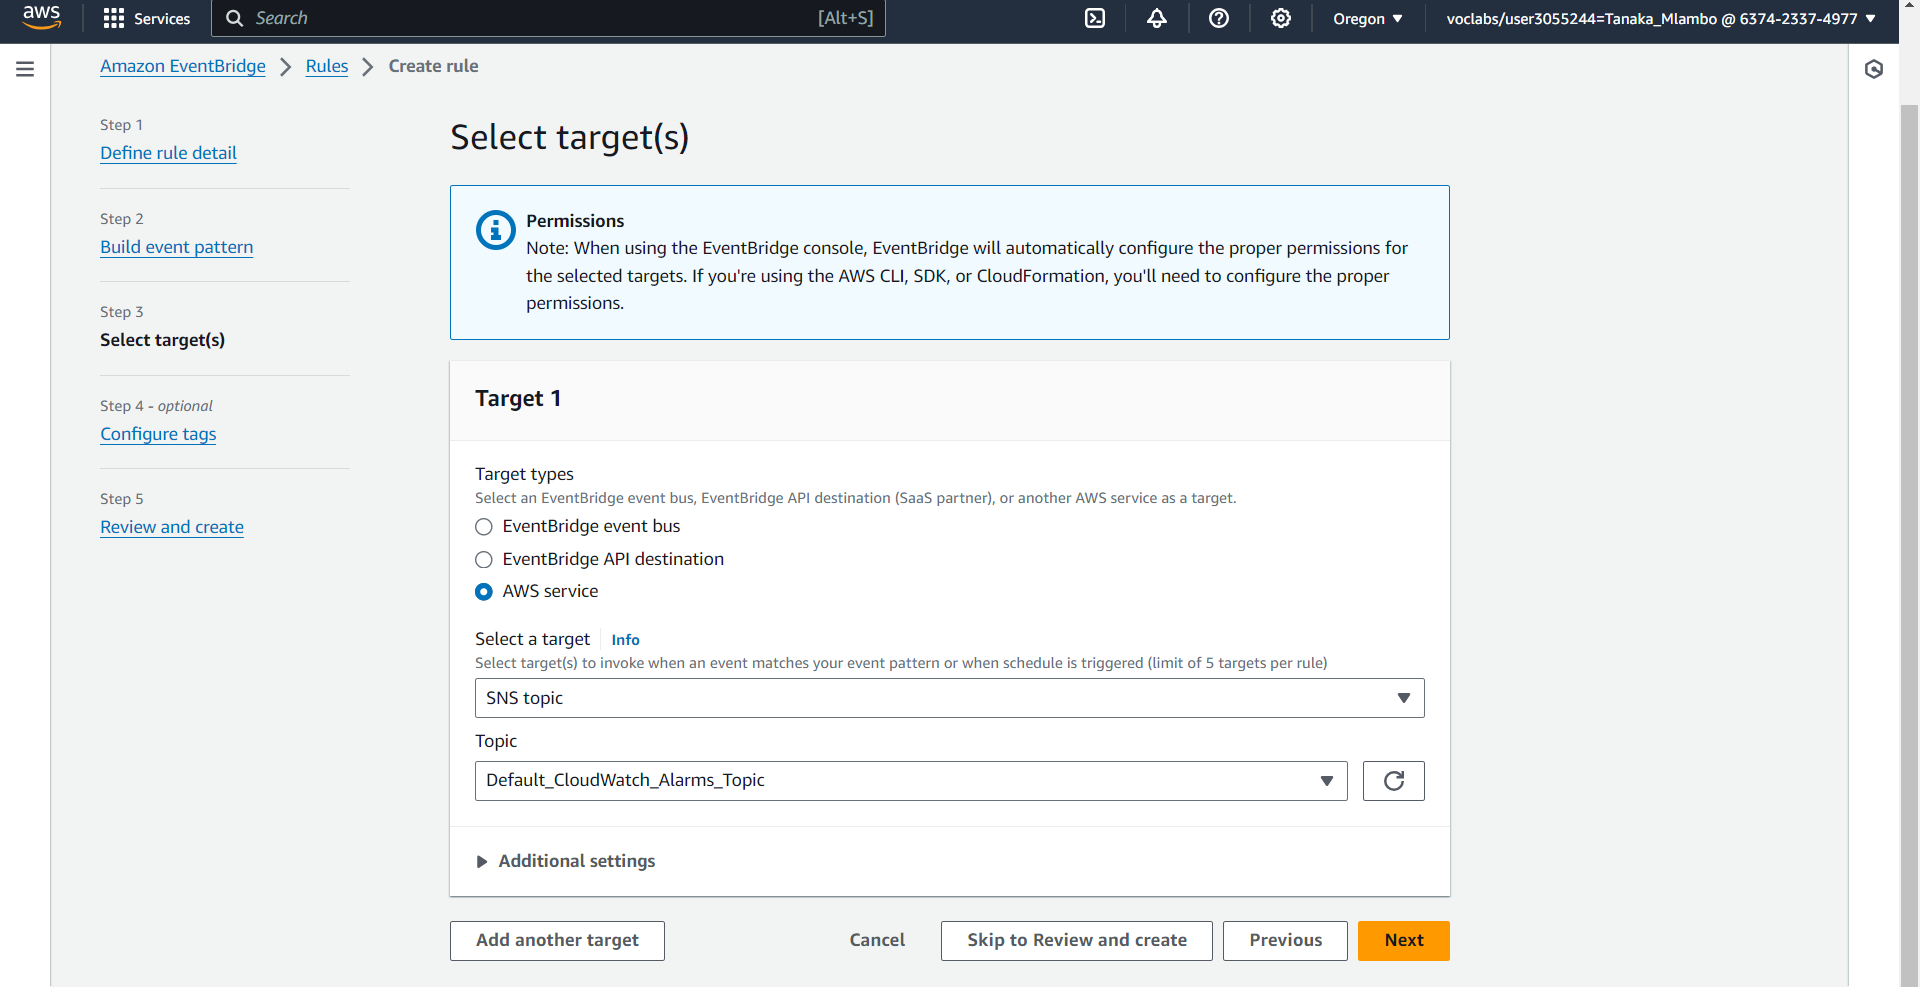 aws Services Search [Alt+S] Oregon voclabs/user3055244=Tanaka_Mlambo @ 6374-2337-4977
Amazon EventBridge Rules Create rule
Step 1
Define rule detail
Step 2
Build event pattern
Step 3
Select target(s)
Step 4 - optional
Configure tags
Step 5
Review and create
Select target(s)
Permissions
Note: When using the EventBridge console, EventBridge will automatically configure the proper permissions for
the selected targets. If you're using the AWS CLI, SDK, or CloudFormation, you'll need to configure the proper
permissions.
Target 1
Target types
Select an EventBridge event bus, EventBridge API destination (SaaS partner), or another AWS service as a target.
EventBridge event bus
EventBridge API destination
AWS service
Select a target Info
Select target(s) to invoke when an event matches your event pattern or when schedule is triggered (limit of 5 targets per rule)
SNS topic
Topic
Default_CloudWatch_Alarms_Topic
Additional settings
Add another target Cancel Skip to Review and create Previous Next